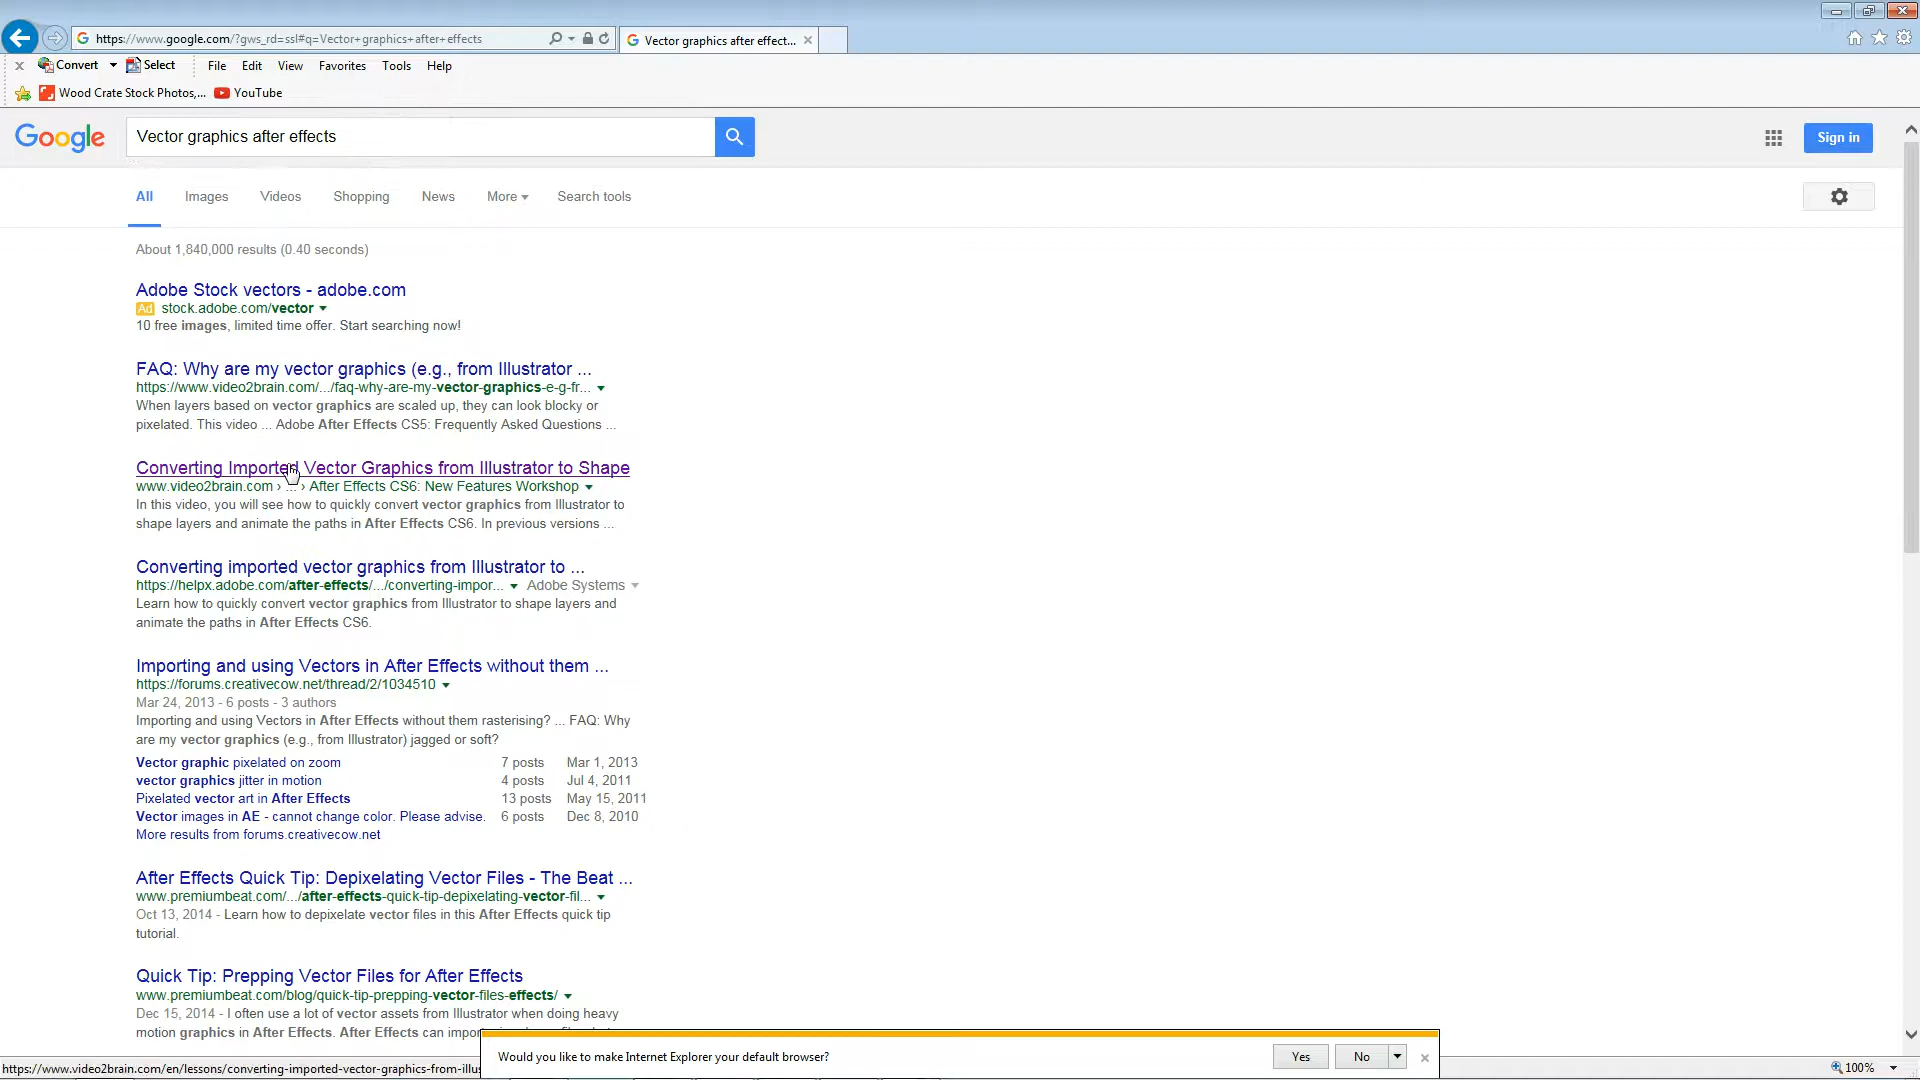 https://www.google.com/?gws_rd=ssl#q=Vector+graphics+after+effects
Vector graphics after effect...
Convert
Select
File Edit View Favorites Tools Help
Wood Crate Stock Photos,...
YouTube
Google
Vector graphics after effects
Sign in
All Images Videos Shopping News More Search tools
About 1,840,000 results (0.40 seconds)
Adobe Stock vectors - adobe.com
Ad stock.adobe.com/vector
10 free images, limited time offer. Start searching now!
FAQ: Why are my vector graphics (e.g., from Illustrator ...
https://www.video2brain.com/.../faq-why-are-my-vector-graphics-e-g-fr...
When layers based on vector graphics are scaled up, they can look blocky or
pixelated. This video ... Adobe After Effects CS5: Frequently Asked Questions ...
Converting Imported Vector Graphics from Illustrator to Shape
www.video2brain.com › ... › After Effects CS6: New Features Workshop
In this video, you will see how to quickly convert vector graphics from Illustrator to
shape layers and animate the paths in After Effects CS6. In previous versions ...
Converting imported vector graphics from Illustrator to ...
https://helpx.adobe.com/after-effects/.../converting-impor... Adobe Systems
Learn how to quickly convert vector graphics from Illustrator to shape layers and
animate the paths in After Effects CS6.
Importing and using Vectors in After Effects without them ...
https://forums.creativecow.net/thread/2/1034510
Mar 24, 2013 - 6 posts - 3 authors
Importing and using Vectors in After Effects without them rasterising? ... FAQ: Why
are my vector graphics (e.g., from Illustrator) jagged or soft?
Vector graphic pixelated on zoom 7 posts Mar 1, 2013
vector graphics jitter in motion 4 posts Jul 4, 2011
Pixelated vector art in After Effects 13 posts May 15, 2011
Vector images in AE - cannot change color. Please advise. 6 posts Dec 8, 2010
More results from forums.creativecow.net
After Effects Quick Tip: Depixelating Vector Files - The Beat ...
www.premiumbeat.com/.../after-effects-quick-tip-depixelating-vector-fil...
Oct 13, 2014 - Learn how to depixelate vector files in this After Effects quick tip
tutorial.
Quick Tip: Prepping Vector Files for After Effects
www.premiumbeat.com/blog/quick-tip-prepping-vector-files-effects/
Dec 15, 2014 - I often use a lot of vector assets from Illustrator when doing heavy
motion graphics in After Effects. After Effects can
Would you like to make Internet Explorer your default browser?
Yes
No
https://www.video2brain.com/en/lessons/converting-imported-vector-graphics-from-illus
100%